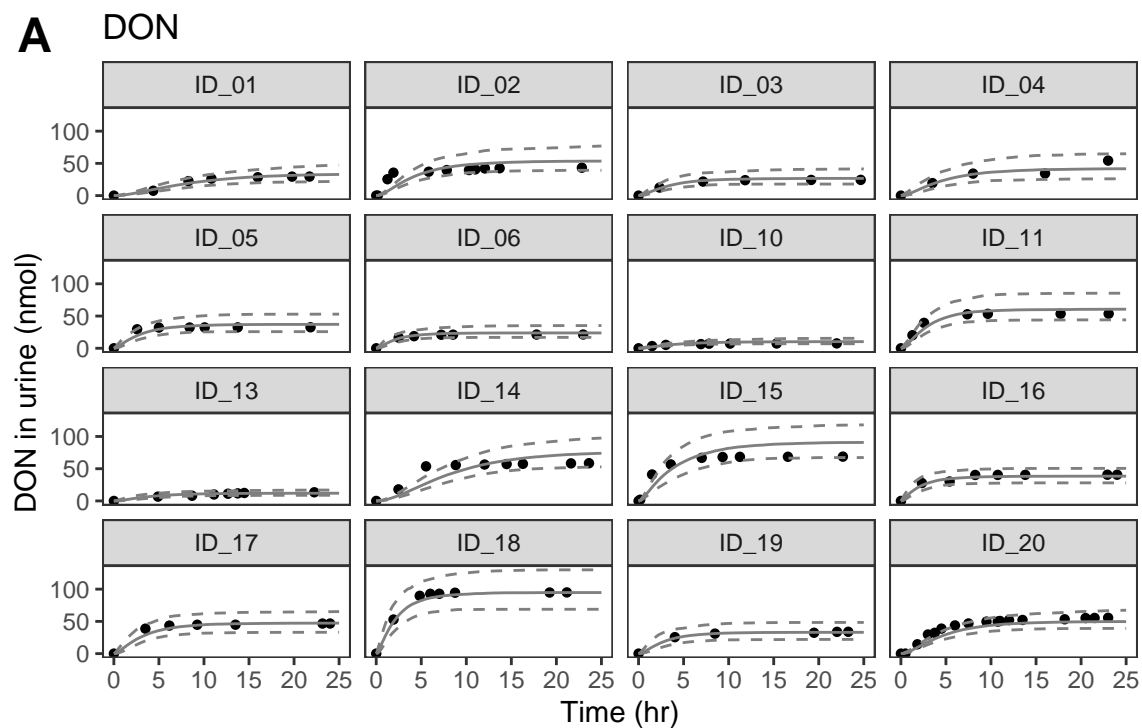 A DON
ID_01 ID_02 ID_03 ID_04
100
50
0
ID_05 ID_06 ID_10 ID_11
100
50
0
ID_13 ID_14 ID_15 ID_16
100
50
0
ID_17 ID_18 ID_19 ID_20
100
50
0
0 5 10 15 20 25 0 5 10 15 20 25 0 5 10 15 20 25 0 5 10 15 20 25
DON in urine (nmol)
Time (hr)